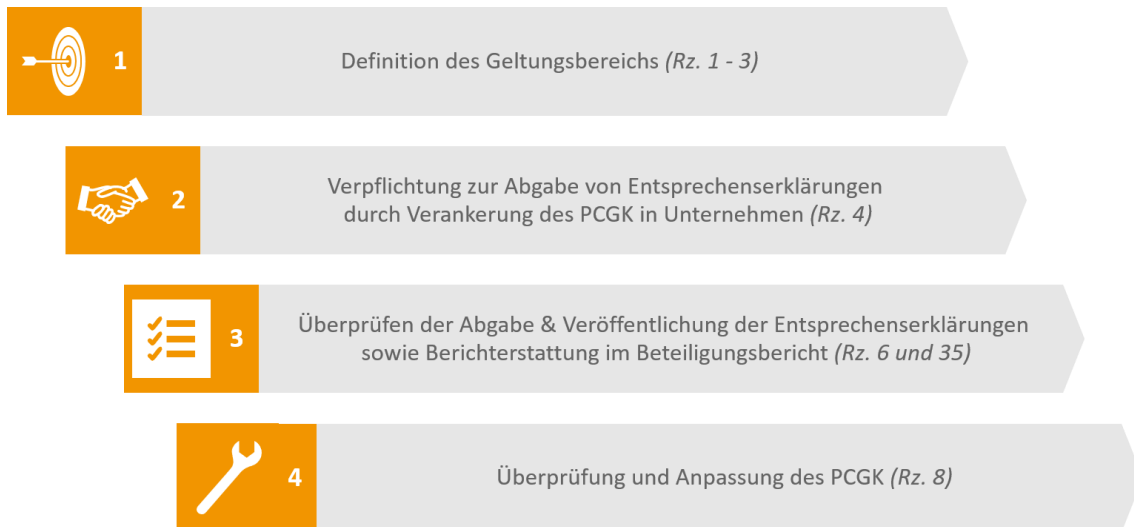 1
Definition des Geltungsbereichs (Rz. 1 - 3)
2
Verpflichtung zur Abgabe von Entsprechenserklärungen
durch Verankerung des PCGK in Unternehmen (Rz. 4)
3
Überprüfen der Abgabe & Veröffentlichung der Entsprechenserklärungen
sowie Berichterstattung im Beteiligungsbericht (Rz. 6 und 35)
4
Überprüfung und Anpassung des PCGK (Rz. 8)